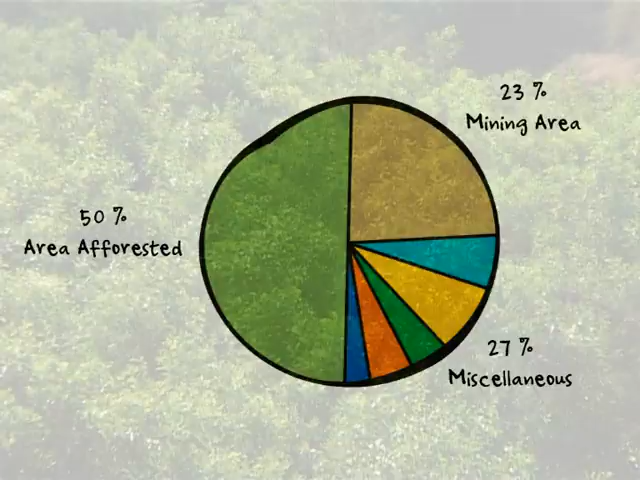 23 %
Mining Area
50 %
Area Afforested
27 %
Miscellaneous